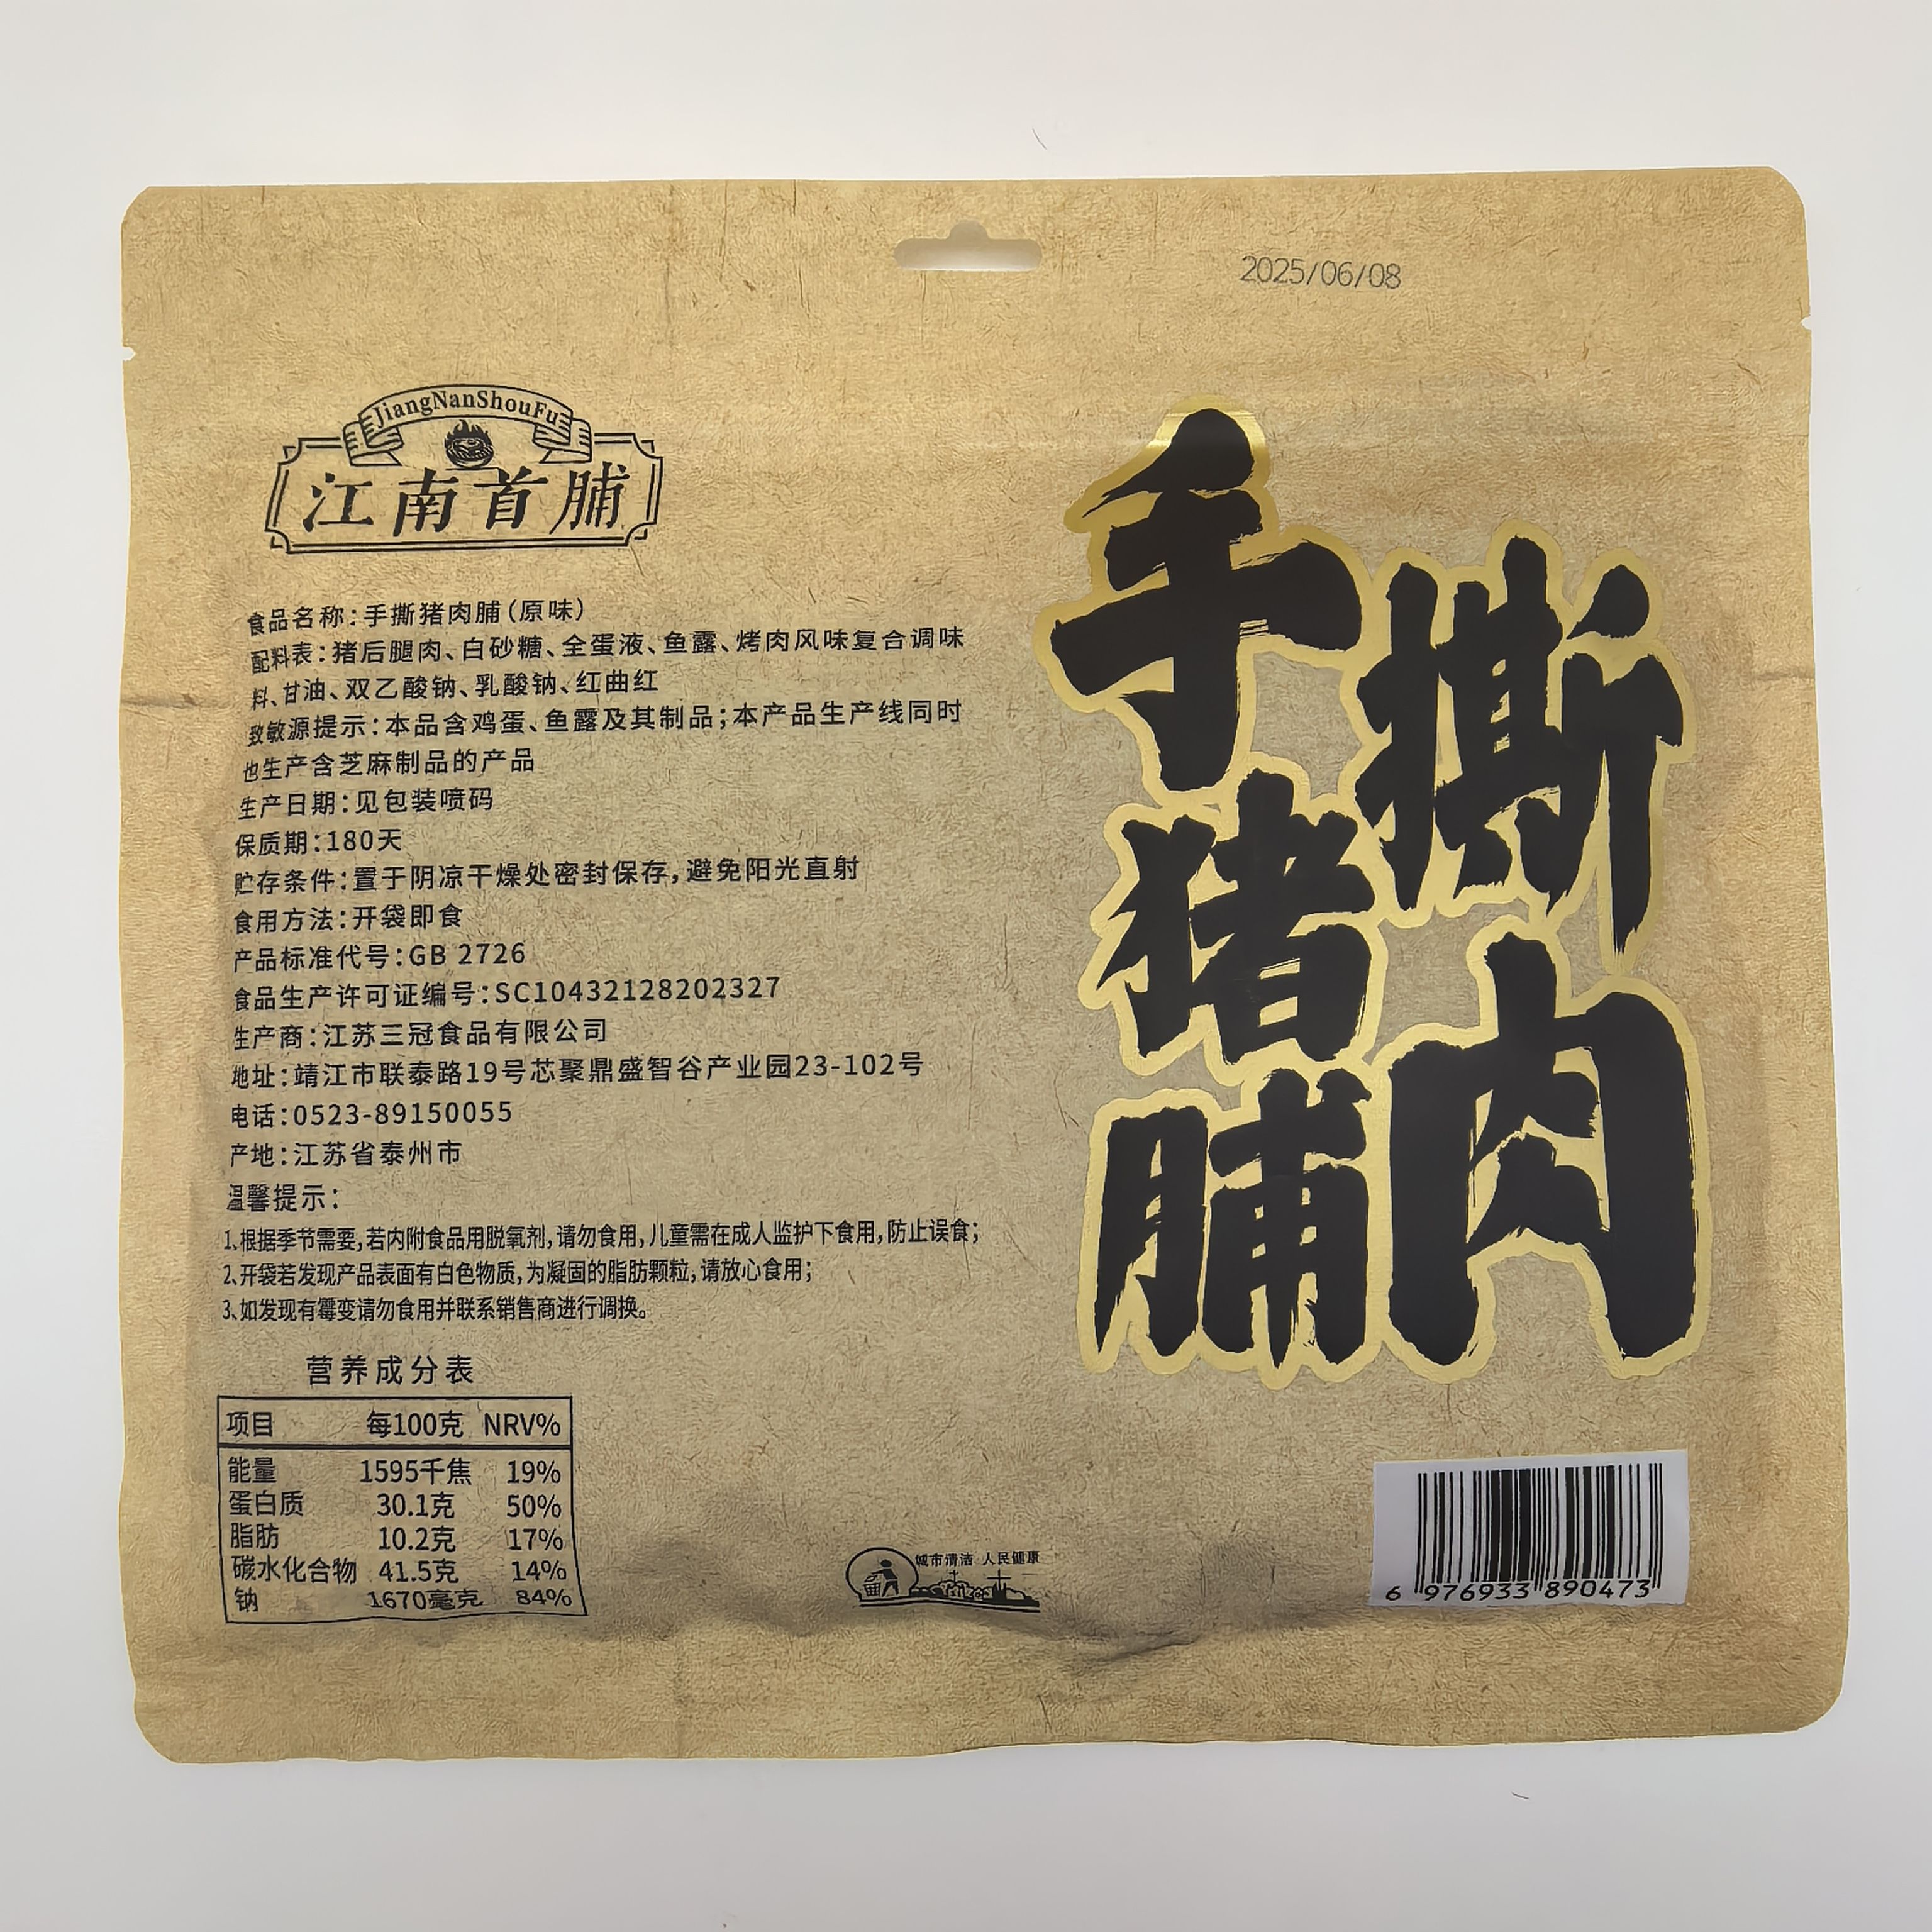 2025/06/08
JiangNanShouFu
江南首脯
食品名称:手撕猪肉脯(原味)
配料表:猪后腿肉、白砂糖、全蛋液、鱼露、烤肉风味复合调味
料、甘油、双乙酸钠、乳酸钠、红曲红
致敏源提示:本品含鸡蛋、鱼露及其制品;本产品生产线同时
也生产含芝麻制品的产品
生产日期:见包装喷码
保质期:180天
贮存条件:置于阴凉干燥处密封保存,避免阳光直射
食用方法:开袋即食
产品标准代号:GB 2726
食品生产许可证编号:SC10432128202327
生产商:江苏三冠食品有限公司
地址:靖江市联泰路19号芯聚鼎盛智谷产业园23-102号
电话:0523-89150055
产地:江苏省泰州市
温馨提示:
1、根据季节需要,若内附食品用脱氧剂,请勿食用,儿童需在成人监护下食用,防止误食;
2、开袋若发现产品表面有白色物质,为凝固的脂肪颗粒,请放心食用;
3、如发现有霉变请勿食用并联系销售商进行调换。
营养成分表
项目 每100克 NRV%
能量 1595千焦 19%
蛋白质 30.1克 50%
脂肪 10.2克 17%
碳水化合物 41.5克 14%
钠 1670毫克 84%
手撕
猪肉
脯
城市清洁 人民健康
6 976933 890473